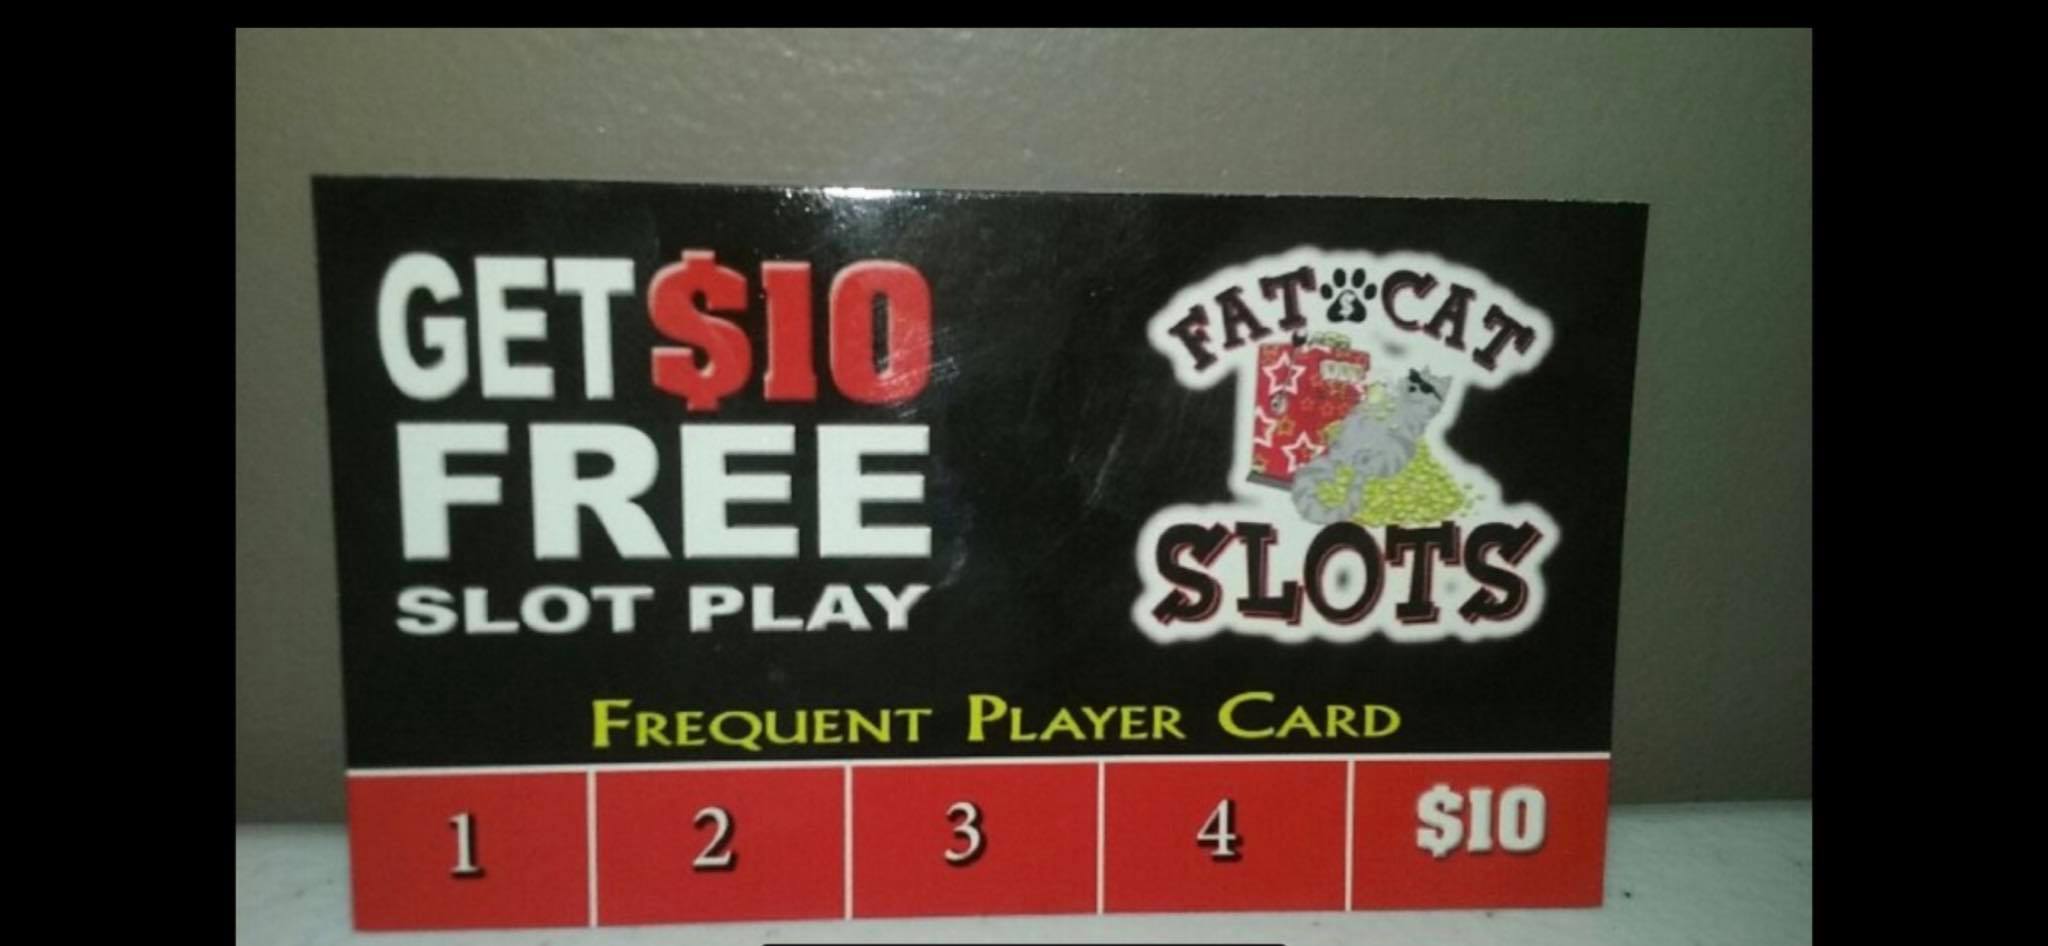 GET $10
FREE
SLOT PLAY
FAT CAT
SLOTS
FREQUENT PLAYER CARD
1 2 3 4 $10